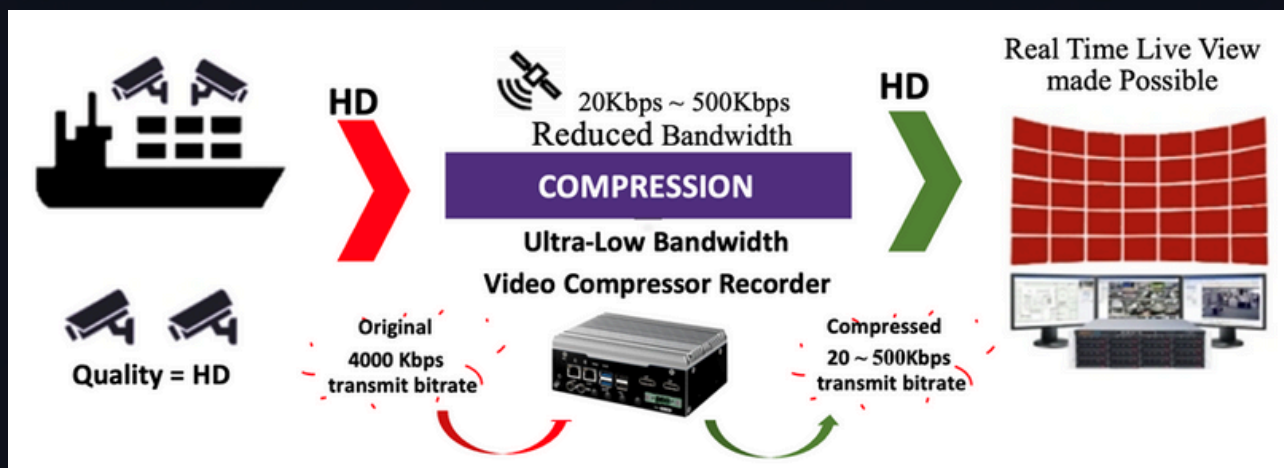 Quality = HD
HD
Original
4000 Kbps
transmit bitrate
20Kbps ~ 500Kbps
Reduced Bandwidth
COMPRESSION
Ultra-Low Bandwidth
Video Compressor Recorder
HD
Compressed
20 ~ 500Kbps
transmit bitrate
Real Time Live View
made Possible